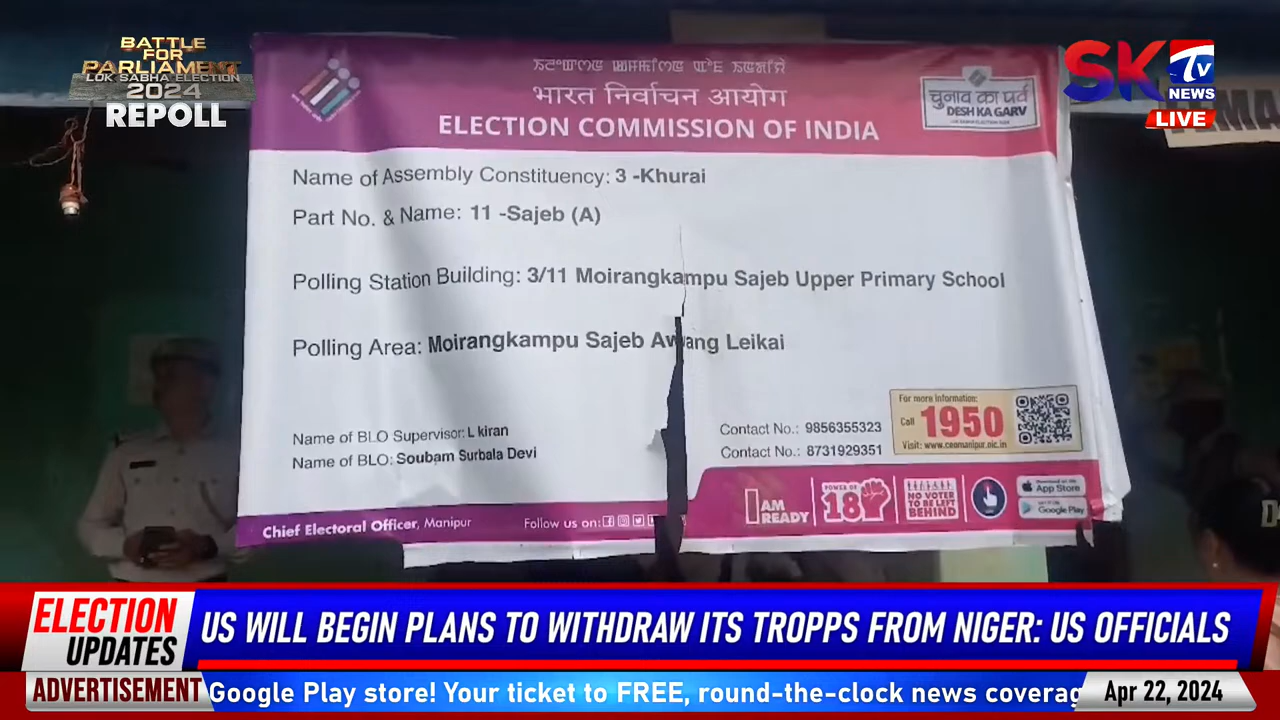 BATTLE
FOR
PARLIAMENT
LOK SABHA ELECTION
2024
REPOLL
SK TV
NEWS
LIVE
भारत निर्वाचन आयोग
ELECTION COMMISSION OF INDIA
चुनाव का पर्व
DESH KA GARV
Name of Assembly Constituency: 3 -Khurai
Part No. & Name: 11 -Sajeb (A)
Polling Station Building: 3/11 Moirangkampu Sajeb Upper Primary School
Polling Area: Moirangkampu Sajeb Awang Leikai
Name of BLO Supervisor: L kiran
Name of BLO: Soubam Surbala Devi
Contact No.: 9856355323
Contact No.: 8731929351
For more information:
Call 1950
Visit: www.ceomanipur.nic.in
Chief Electoral Officer, Manipur
Follow us on:
I AM READY
POWER OF
18
NO VOTER
TO BE LEFT
BEHIND
App Store
Google Play
ELECTION
UPDATES
US WILL BEGIN PLANS TO WITHDRAW ITS TROPPS FROM NIGER: US OFFICIALS
ADVERTISEMENT
Google Play store! Your ticket to FREE, round-the-clock news coverag
Apr 22, 2024